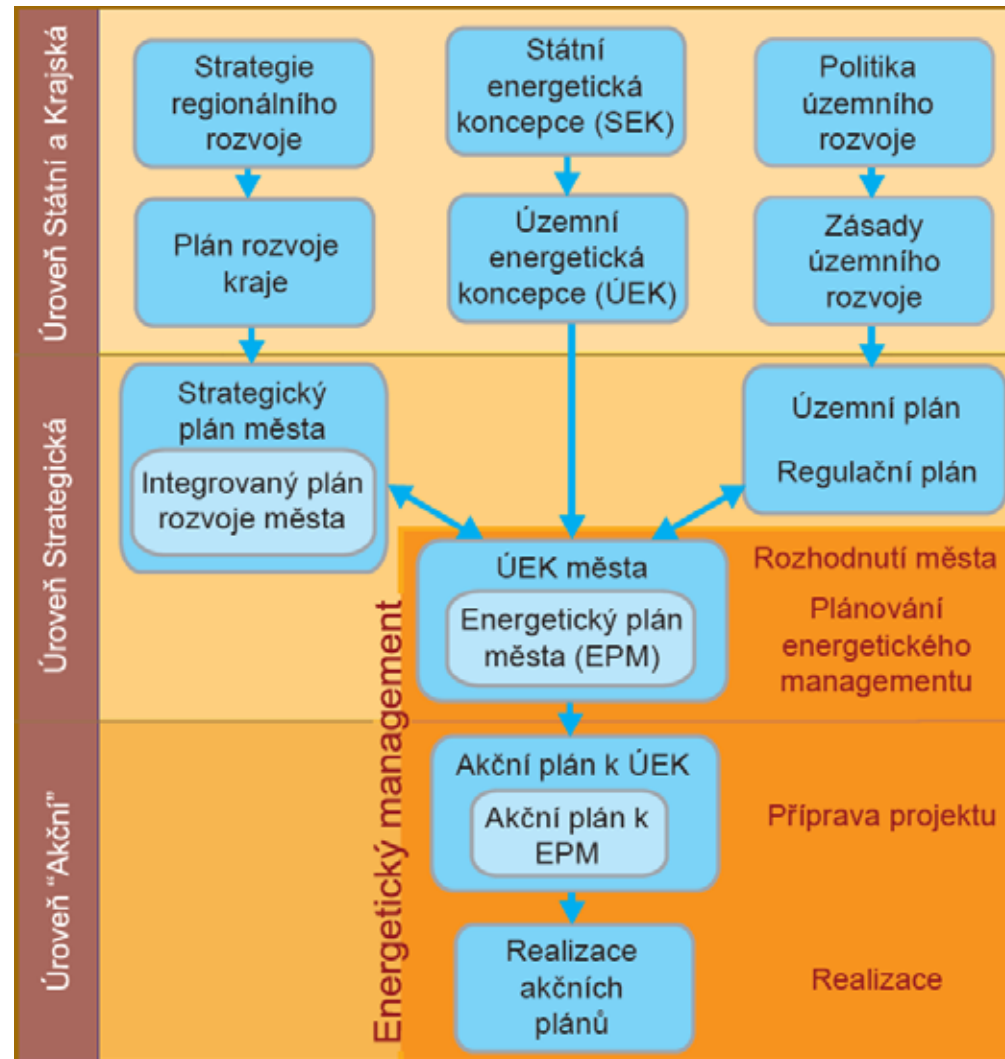 Úroveň Státní a Krajská
Strategie
regionálního
rozvoje
Státní
energetická
koncepce (SEK)
Politika
územního
rozvoje
Plán rozvoje
kraje
Územní
energetická
koncepce (ÚEK)
Zásady
územního
rozvoje
Úroveň Strategická
Strategický
plán města
Integrovaný plán
rozvoje města
Územní plán
Regulační plán
Energetický management
ÚEK města
Energetický plán
města (EPM)
Rozhodnutí města
Plánování
energetického
managementu
Úroveň "Akční"
Akční plán k ÚEK
Akční plán k
EPM
Příprava projektu
Realizace
akčních
plánů
Realizace